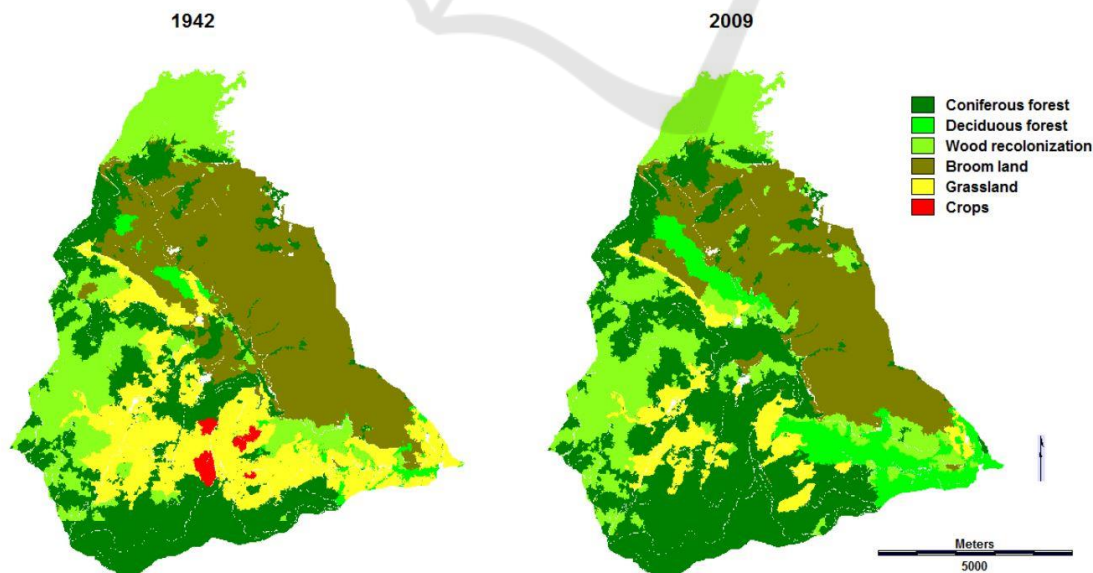 1942
2009
Coniferous forest
Deciduous forest
Wood recolonization
Broom land
Grassland
Crops
Meters
5000